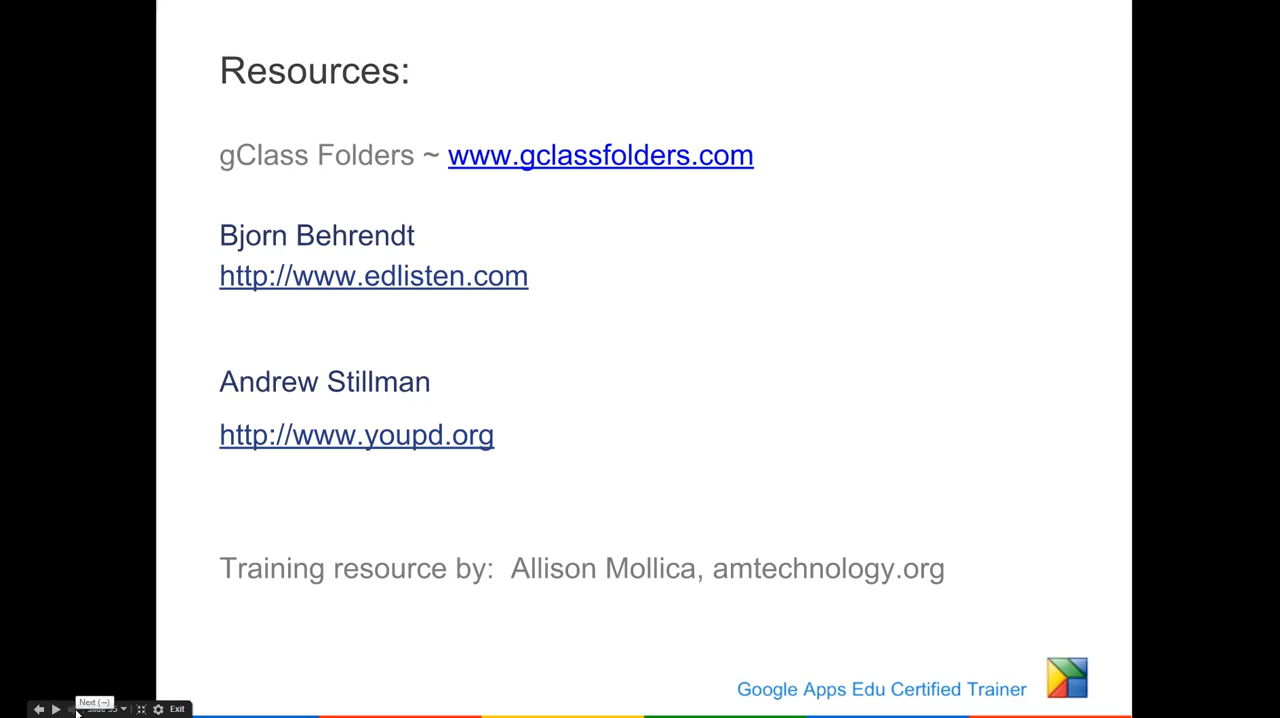 Resources:
gClass Folders ~ www.gclassfolders.com
Bjorn Behrendt
http://www.edlisten.com
Andrew Stillman
http://www.youpd.org
Training resource by: Allison Mollica, amtechnology.org
Google Apps Edu Certified Trainer
Next (→)
Exit